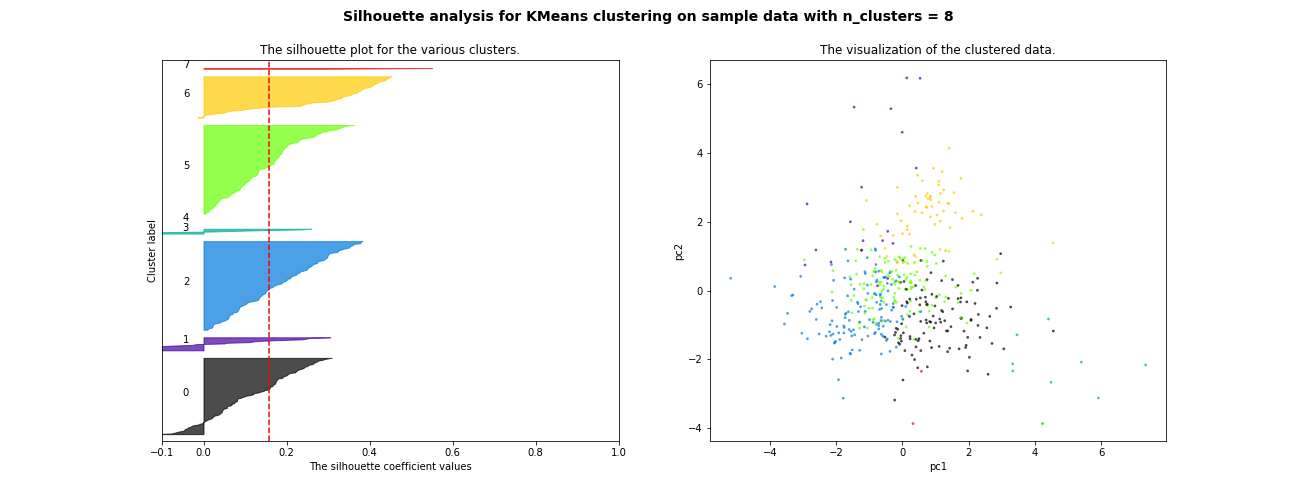 Silhouette analysis for KMeans clustering on sample data with n_clusters = 8
The silhouette plot for the various clusters.
7
6
5
4
3
2
1
0
Cluster label
−0.1 0.0 0.2 0.4 0.6 0.8 1.0
The silhouette coefficient values
The visualization of the clustered data.
6
4
2
0
−2
−4
pc2
−4 −2 0 2 4 6
pc1